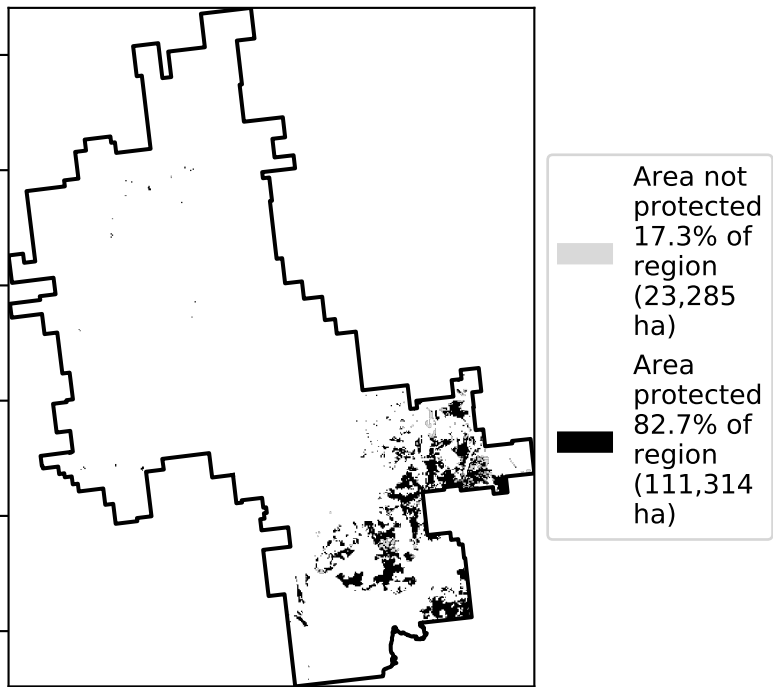 Area not
protected
17.3% of
region
(23,285
ha)
Area
protected
82.7% of
region
(111,314
ha)